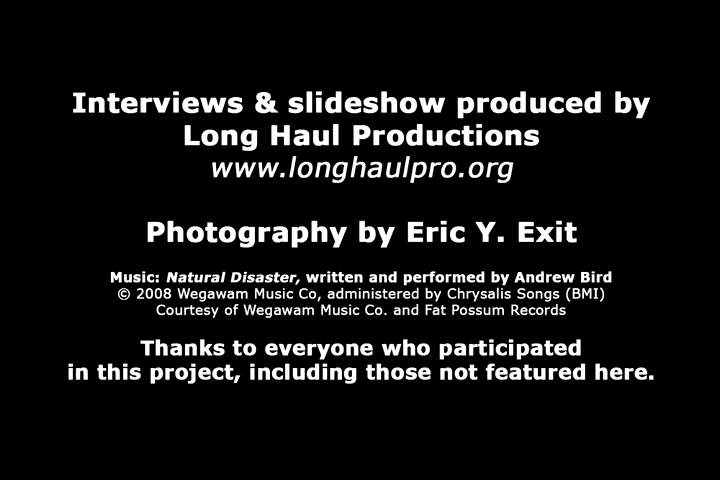 Interviews & slideshow produced by
Long Haul Productions
www.longhaulpro.org
Photography by Eric Y. Exit
Music: Natural Disaster, written and performed by Andrew Bird
© 2008 Wegawam Music Co, administered by Chrysalis Songs (BMI)
Courtesy of Wegawam Music Co. and Fat Possum Records
Thanks to everyone who participated
in this project, including those not featured here.